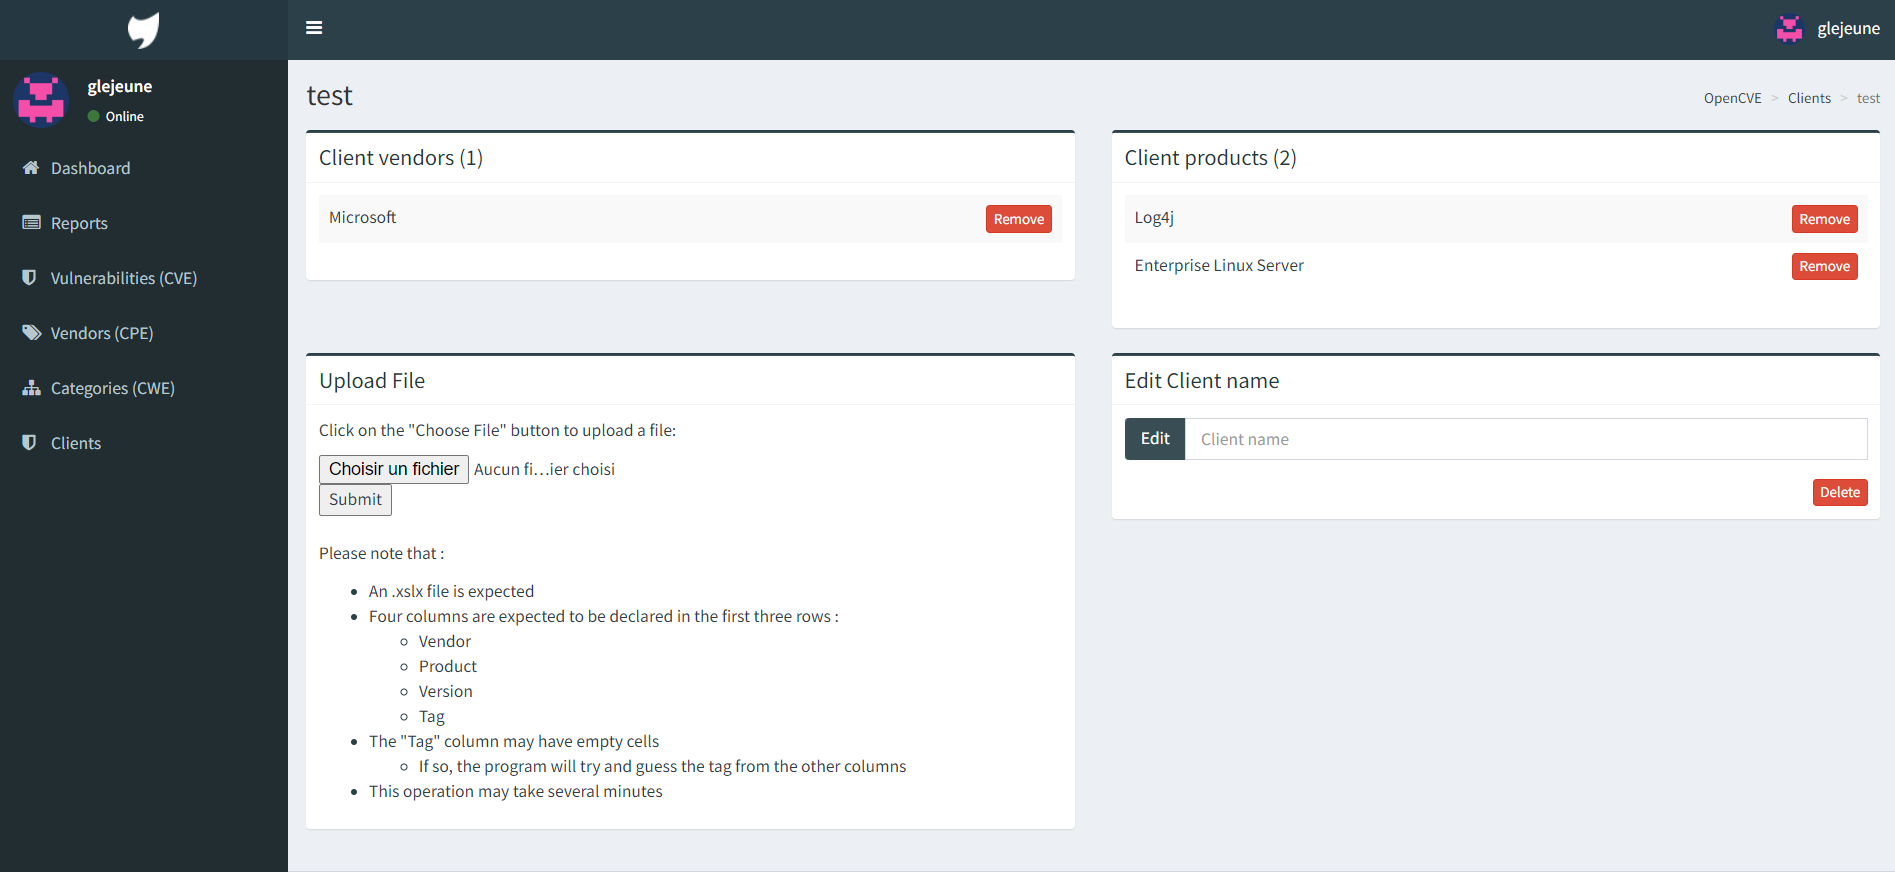 glejeune
glejeune
Online
Dashboard
Reports
Vulnerabilities (CVE)
Vendors (CPE)
Categories (CWE)
Clients
test
OpenCVE > Clients > test
Client vendors (1)
Microsoft Remove
Client products (2)
Log4j Remove
Enterprise Linux Server Remove
Upload File
Click on the "Choose File" button to upload a file:
Choisir un fichier Aucun fi…ier choisi
Submit
Please note that :
An .xslx file is expected
Four columns are expected to be declared in the first three rows :
Vendor
Product
Version
Tag
The "Tag" column may have empty cells
If so, the program will try and guess the tag from the other columns
This operation may take several minutes
Edit Client name
Edit Client name
Delete